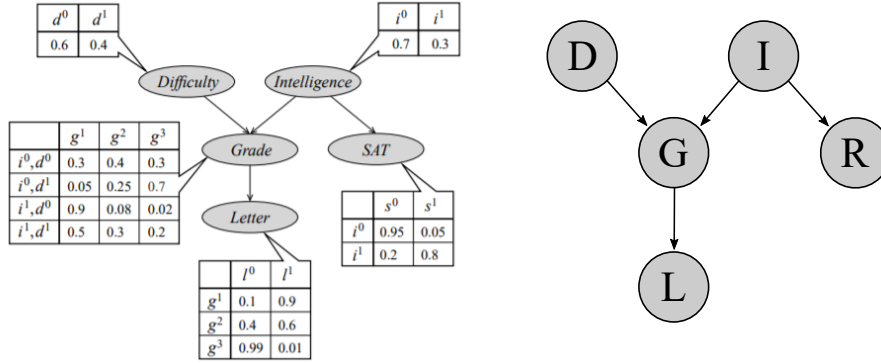 d⁰ d¹
0.6 0.4
i⁰ i¹
0.7 0.3
Difficulty Intelligence
g¹ g² g³
i⁰,d⁰ 0.3 0.4 0.3
i⁰,d¹ 0.05 0.25 0.7
i¹,d⁰ 0.9 0.08 0.02
i¹,d¹ 0.5 0.3 0.2
Grade SAT
Letter
s⁰ s¹
i⁰ 0.95 0.05
i¹ 0.2 0.8
l⁰ l¹
g¹ 0.1 0.9
g² 0.4 0.6
g³ 0.99 0.01
D I
G R
L